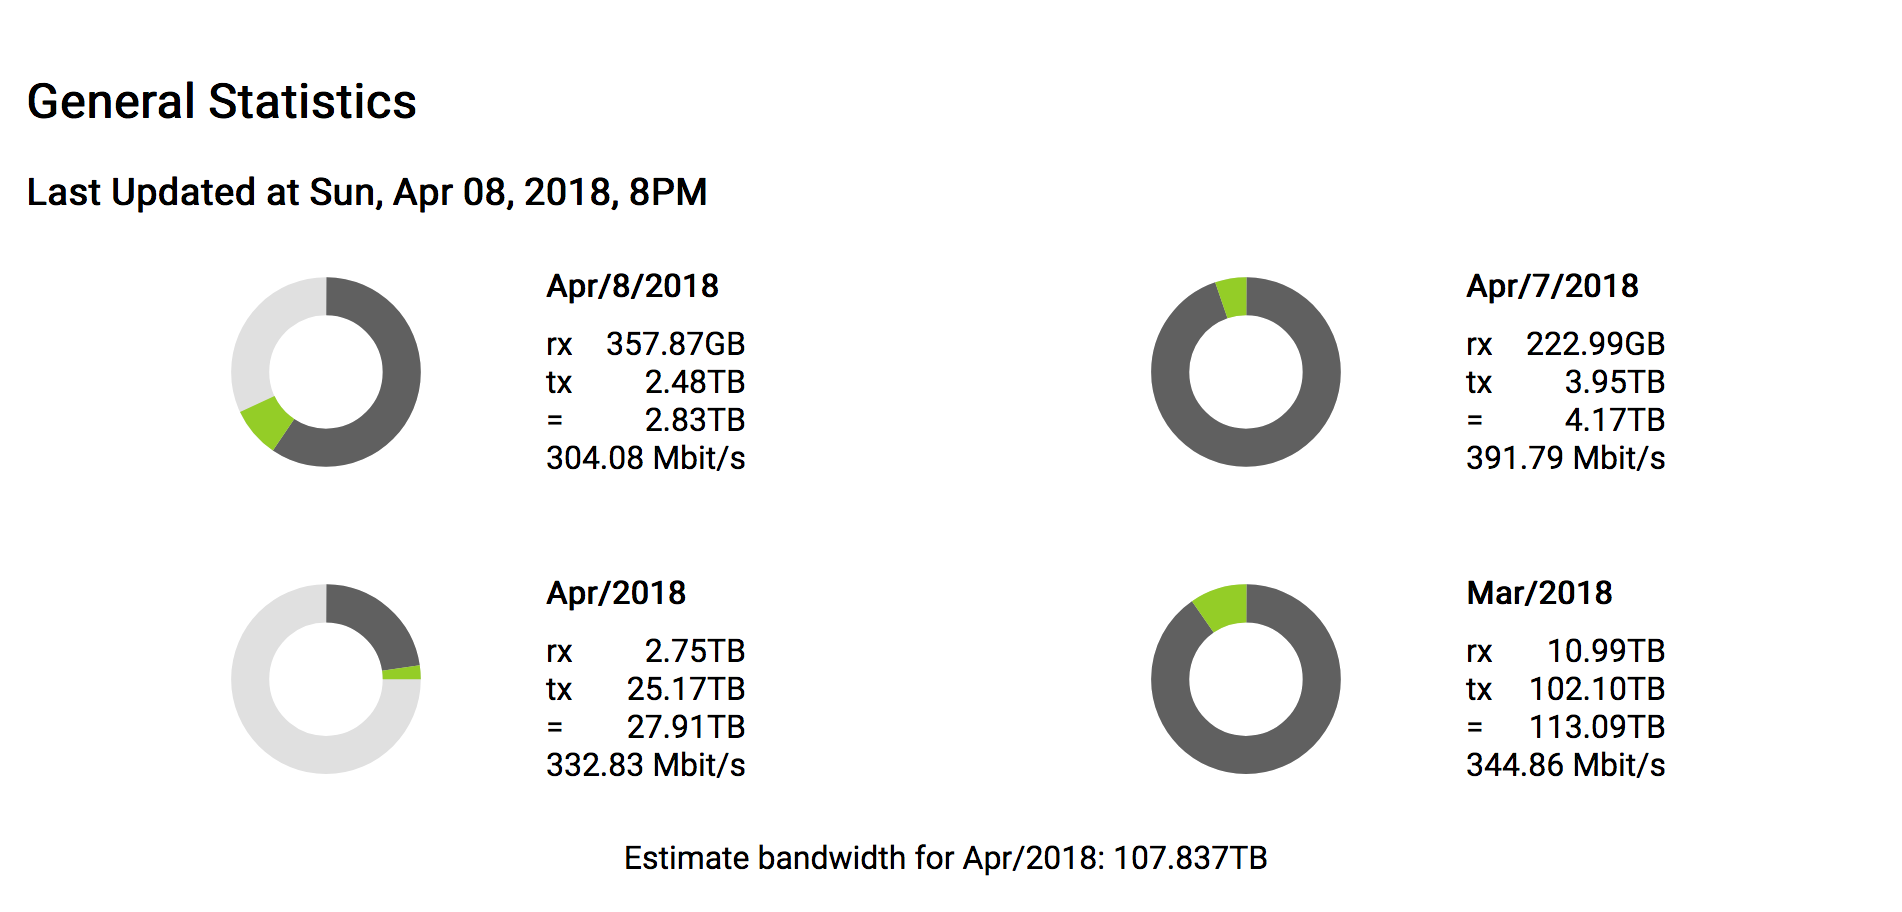 General Statistics
Last Updated at Sun, Apr 08, 2018, 8PM
Apr/8/2018
rx 357.87GB
tx 2.48TB
= 2.83TB
304.08 Mbit/s
Apr/7/2018
rx 222.99GB
tx 3.95TB
= 4.17TB
391.79 Mbit/s
Apr/2018
rx 2.75TB
tx 25.17TB
= 27.91TB
332.83 Mbit/s
Mar/2018
rx 10.99TB
tx 102.10TB
= 113.09TB
344.86 Mbit/s
Estimate bandwidth for Apr/2018: 107.837TB